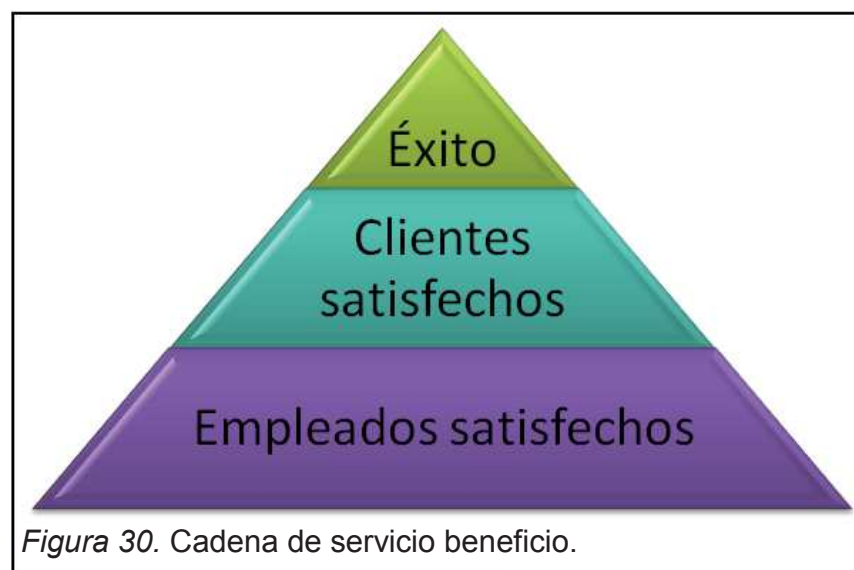 Éxito
Clientes
satisfechos
Empleados satisfechos
Figura 30. Cadena de servicio beneficio.